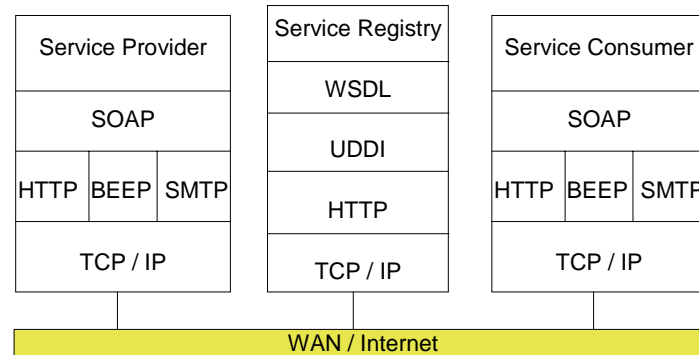 Service Provider
SOAP
HTTP BEEP SMTP
TCP / IP
Service Registry
WSDL
UDDI
HTTP
TCP / IP
Service Consumer
SOAP
HTTP BEEP SMTP
TCP / IP
WAN / Internet